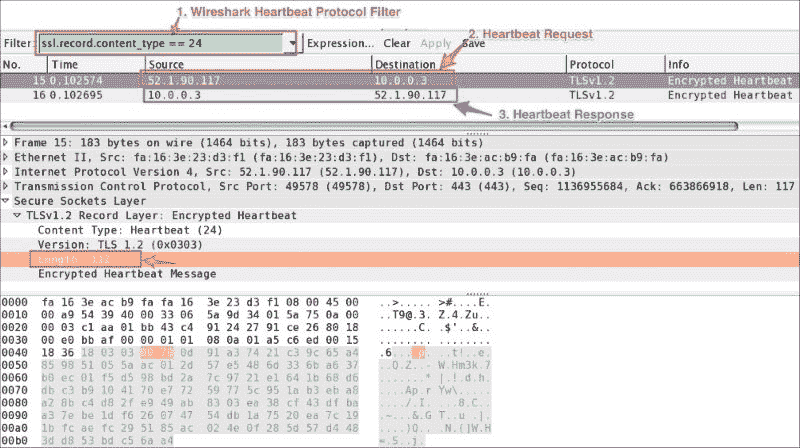 1. Wireshark Heartbeat Protocol Filter
Filter: ssl.record.content_type == 24 Expression... Clear Apply Save
2. Heartbeat Request
No. Time Source Destination Protocol Info
15 0.102574 52.1.90.117 10.0.0.3 TLSv1.2 Encrypted Heartbeat
16 0.102695 10.0.0.3 52.1.90.117 TLSv1.2 Encrypted Heartbeat
3. Heartbeat Response
Frame 15: 183 bytes on wire (1464 bits), 183 bytes captured (1464 bits)
Ethernet II, Src: fa:16:3e:23:d3:f1 (fa:16:3e:23:d3:f1), Dst: fa:16:3e:ac:b9:fa (fa:16:3e:ac:b9:fa)
Internet Protocol Version 4, Src: 52.1.90.117 (52.1.90.117), Dst: 10.0.0.3 (10.0.0.3)
Transmission Control Protocol, Src Port: 49578 (49578), Dst Port: 443 (443), Seq: 1136955684, Ack: 663866918, Len: 117
Secure Sockets Layer
TLSv1.2 Record Layer: Encrypted Heartbeat
Content Type: Heartbeat (24)
Version: TLS 1.2 (0x0303)
Length: 112
Encrypted Heartbeat Message
0000 fa 16 3e ac b9 fa fa 16 3e 23 d3 f1 08 00 45 00 ..>..... >#....E.
0010 00 a9 54 39 40 00 33 06 5a 9d 34 01 5a 75 0a 00 ..T9@.3. Z.4.Zu..
0020 00 03 c1 aa 01 bb 43 c4 91 24 27 91 ce 26 80 18 ......C. .$'..&..
0030 00 e0 bb af 00 00 01 01 08 0a 01 a5 c6 ed 00 15
0040 18 36 18 03 03 00 70 0d 91 a3 74 21 c3 9c 65 a4
0050 85 98 51 05 5a ac 01 2d 57 e5 48 6d 33 6b a6 37
0060 b0 ec 01 f5 d5 98 bd 2a 7c 97 21 e1 64 1b 68 d6
0070 db c3 b9 10 41 70 e7 72 59 77 5c 95 1a b3 eb a8
0080 a2 8b c4 d8 2f e9 49 ab 83 03 ea 38 cf 43 df ba
0090 a3 7e be 1d f6 26 07 47 54 db 1a 75 20 ea 7c 19
00a0 1b fc ae fc 29 51 85 ac 02 4e 0f 28 5d 57 d4 48
00b0 3d d8 53 bd c5 6a a4